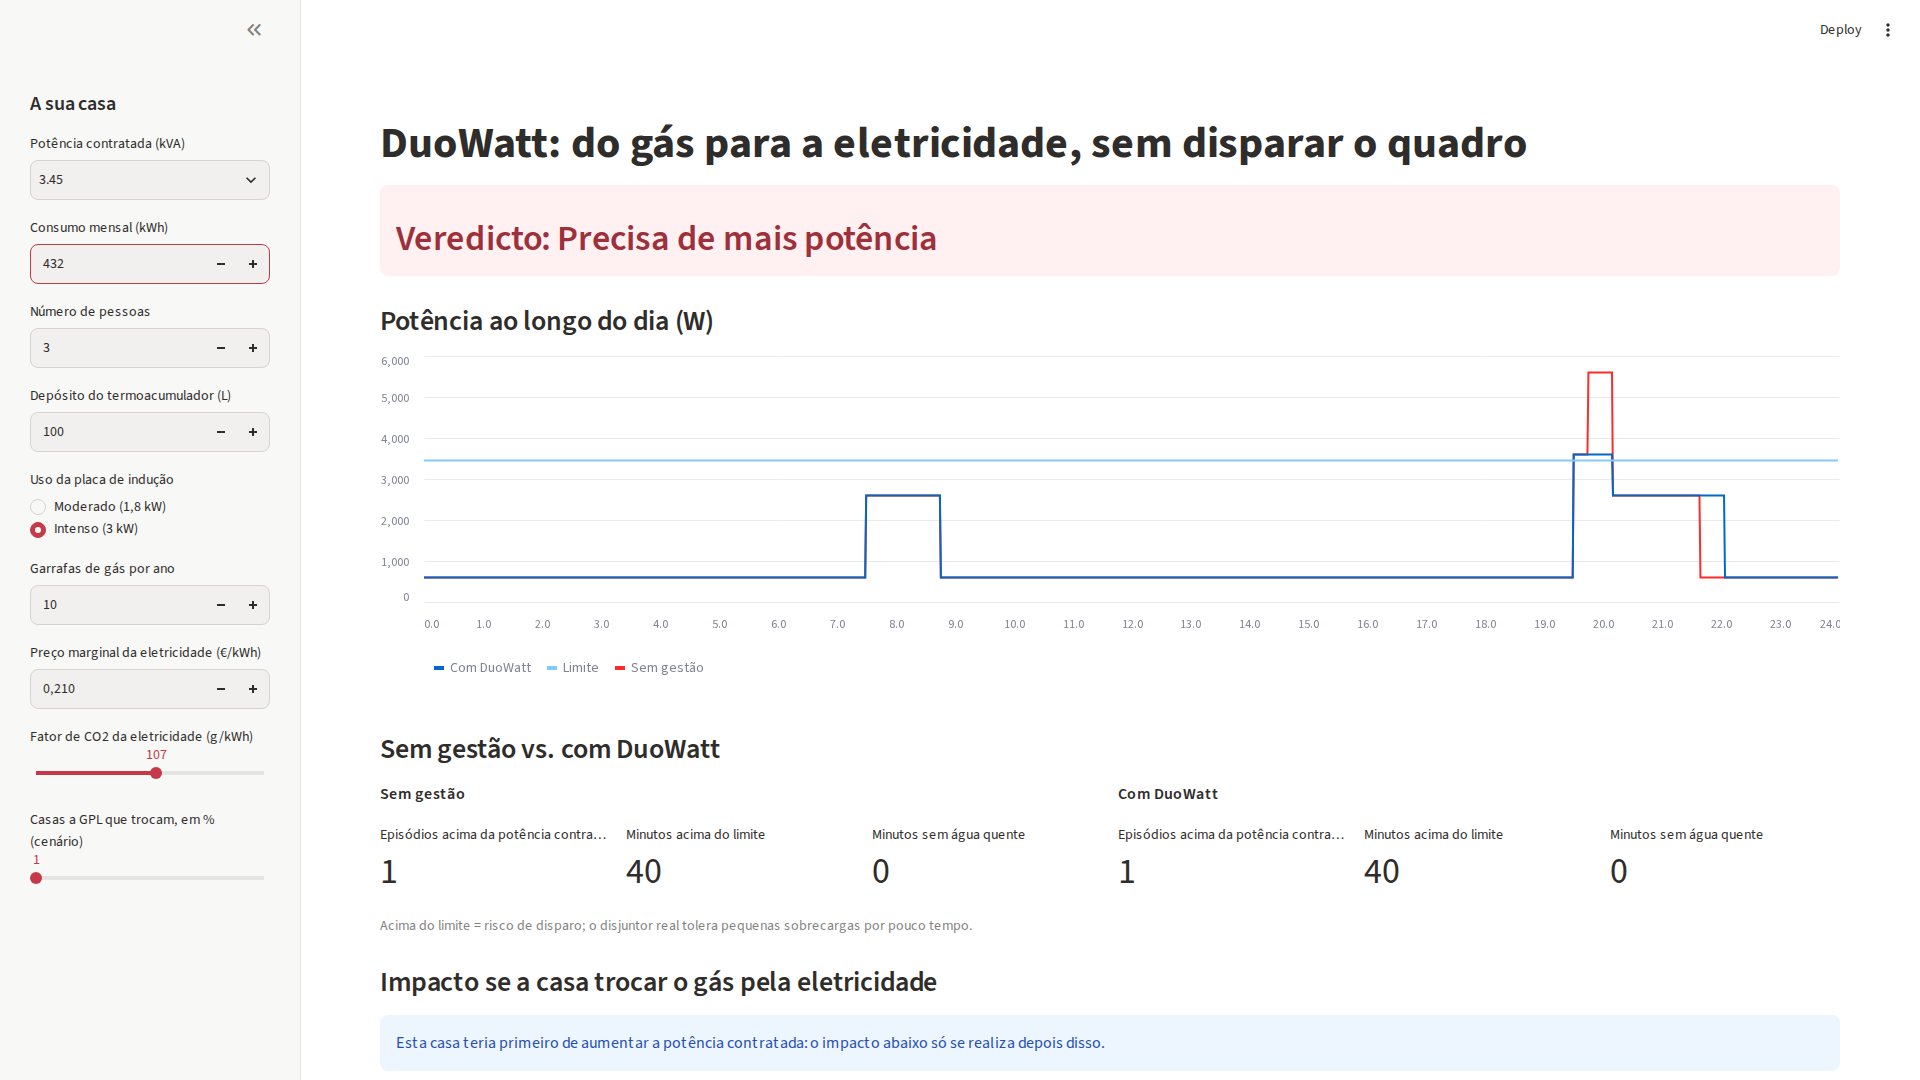 Deploy
A sua casa
Potência contratada (kVA)
3.45
Consumo mensal (kWh)
432
Número de pessoas
3
Depósito do termoacumulador (L)
100
Uso da placa de indução
Moderado (1,8 kW)
Intenso (3 kW)
Garrafas de gás por ano
10
Preço marginal da eletricidade (€/kWh)
0,210
Fator de CO2 da eletricidade (g/kWh)
107
Casas a GPL que trocam, em %
(cenário)
1
DuoWatt: do gás para a eletricidade, sem disparar o quadro
Veredicto: Precisa de mais potência
Potência ao longo do dia (W)
6,000
5,000
4,000
3,000
2,000
1,000
0
0.0 1.0 2.0 3.0 4.0 5.0 6.0 7.0 8.0 9.0 10.0 11.0 12.0 13.0 14.0 15.0 16.0 17.0 18.0 19.0 20.0 21.0 22.0 23.0 24.0
Com DuoWatt Limite Sem gestão
Sem gestão vs. com DuoWatt
Sem gestão Com DuoWatt
Episódios acima da potência contra… Minutos acima do limite Minutos sem água quente Episódios acima da potência contra… Minutos acima do limite Minutos sem água quente
1 40 0 1 40 0
Acima do limite = risco de disparo; o disjuntor real tolera pequenas sobrecargas por pouco tempo.
Impacto se a casa trocar o gás pela eletricidade
Esta casa teria primeiro de aumentar a potência contratada: o impacto abaixo só se realiza depois disso.